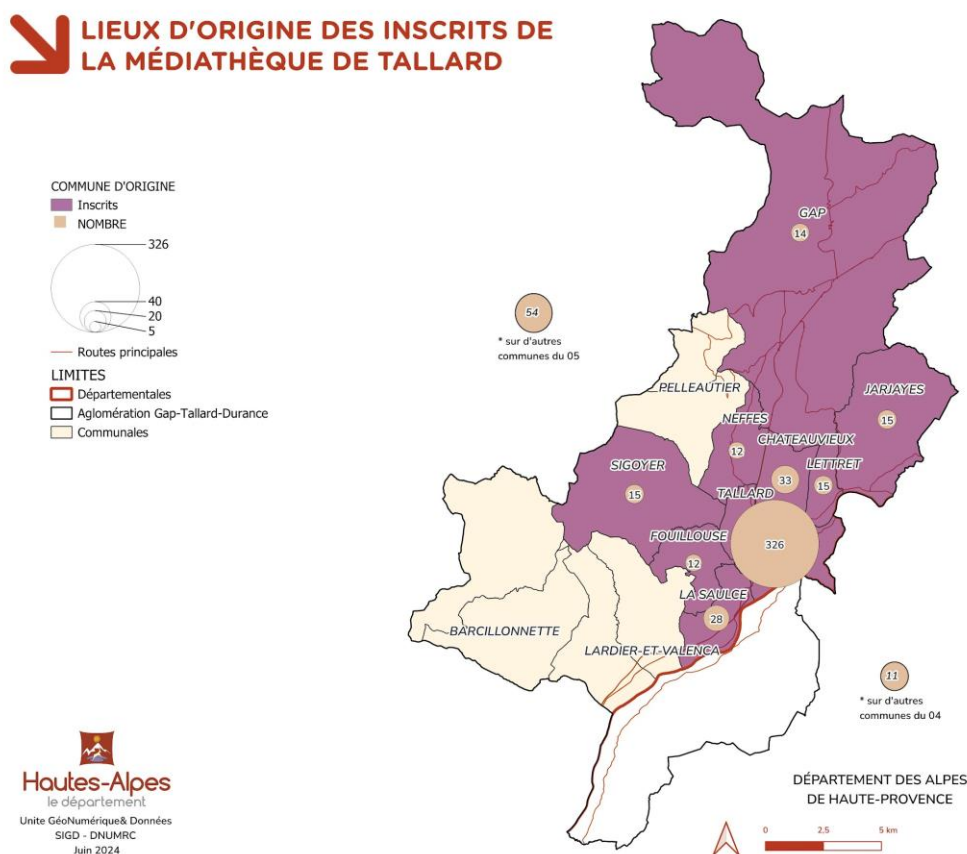 LIEUX D'ORIGINE DES INSCRITS DE
LA MÉDIATHÈQUE DE TALLARD
COMMUNE D'ORIGINE
Inscrits
NOMBRE
326
40
20
5
Routes principales
LIMITES
Départementales
Aglomération Gap-Tallard-Durance
Communales
54
* sur d'autres
communes du 05
GAP
14
PELLEAUTIER
JARJAYES
15
NEFFES
12
CHATEAUVIEUX
33
LETTRET
15
SIGOYER
15
TALLARD
326
FOUILLOUSE
12
LA SAULCE
28
BARCILLONNETTE
LARDIER-ET-VALENÇA
11
* sur d'autres
communes du 04
DÉPARTEMENT DES ALPES
DE HAUTE-PROVENCE
0 2,5 5 km
Hautes-Alpes
le département
Unite GéoNumérique& Données
SIGD - DNUMRC
Juin 2024